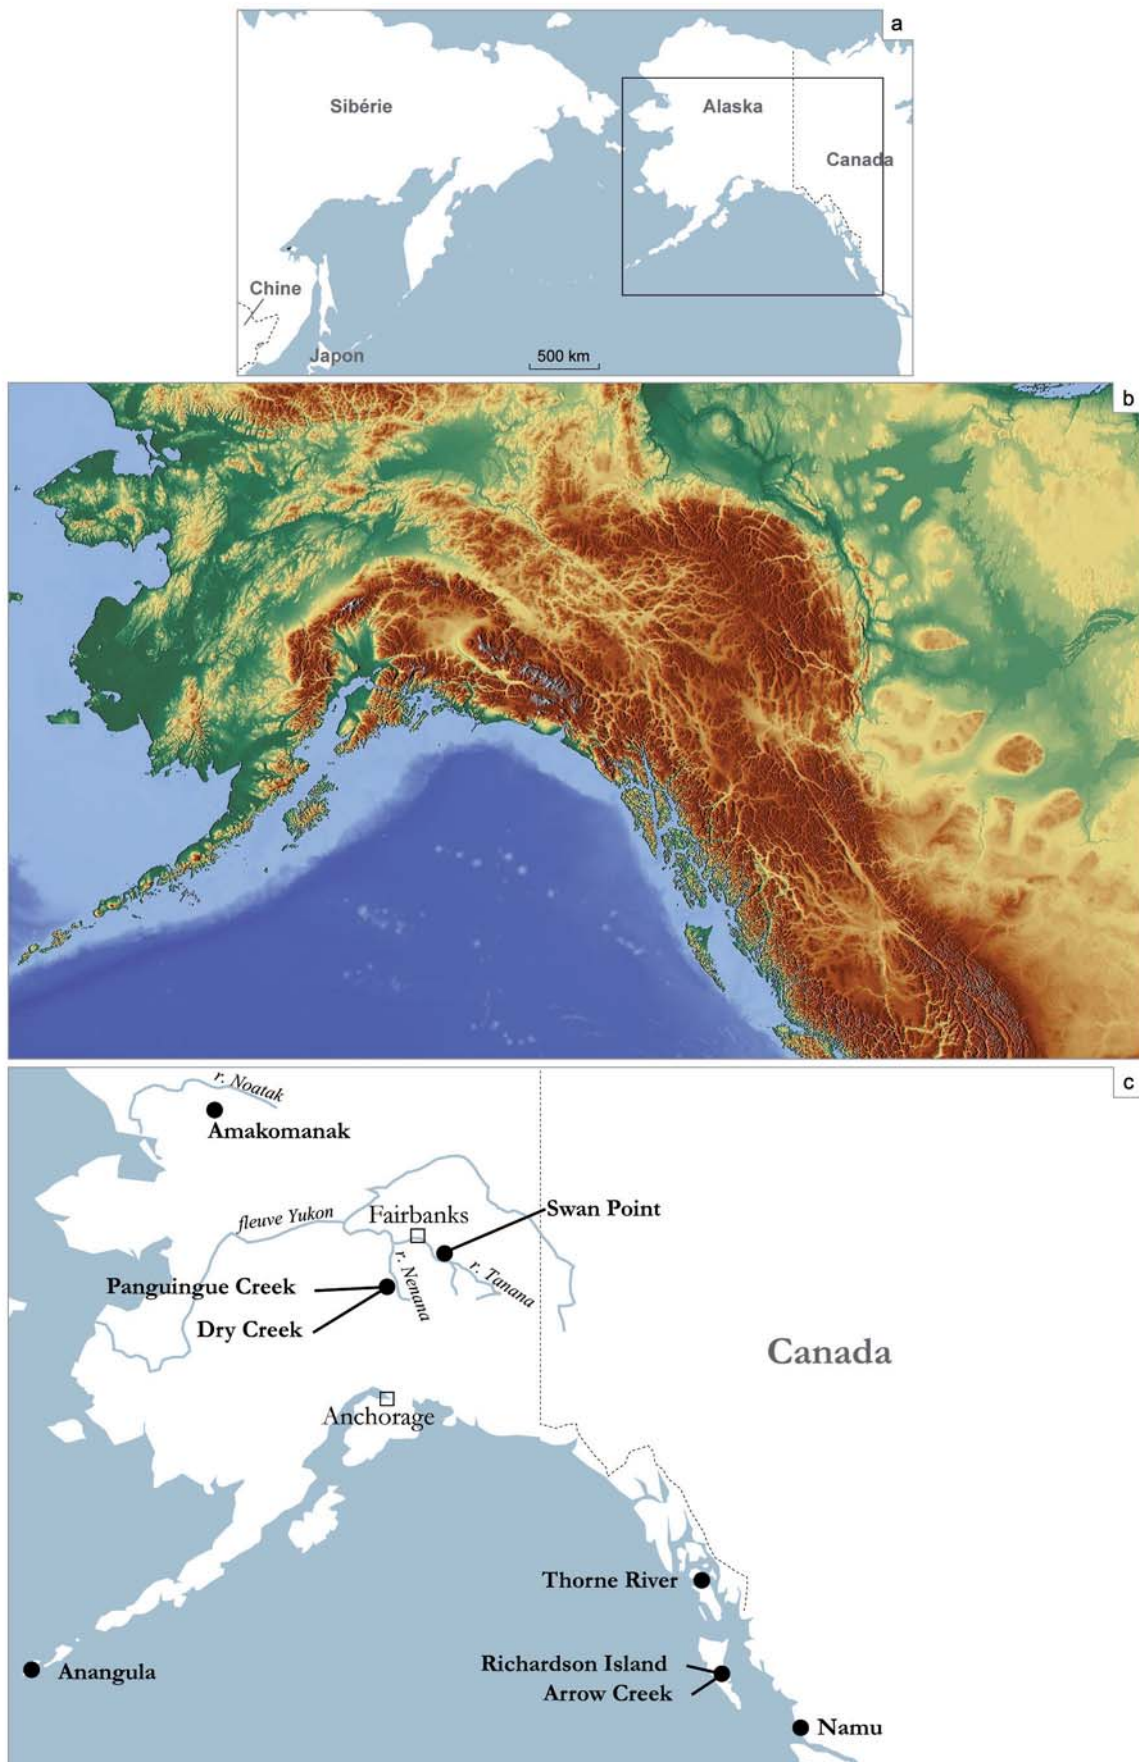 a
Sibérie
Alaska
Canada
Chine
Japon
500 km
b
c
r. Noatak
Amakomanak
Swan Point
fleuve Yukon
Fairbanks
r. Nenana
r. Tanana
Panguingue Creek
Dry Creek
Canada
Anchorage
Thorne River
Richardson Island
Arrow Creek
Anangula
Namu